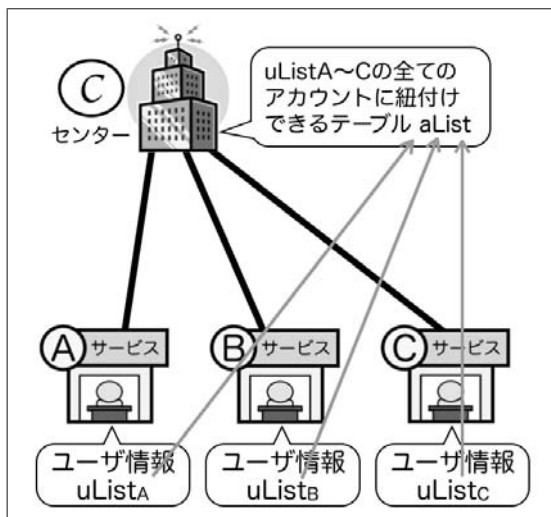 C
センター
uListA～Cの全ての
アカウントに紐付け
できるテーブル aList
A サービス
B サービス
C サービス
ユーザ情報
uListA
ユーザ情報
uListB
ユーザ情報
uListC